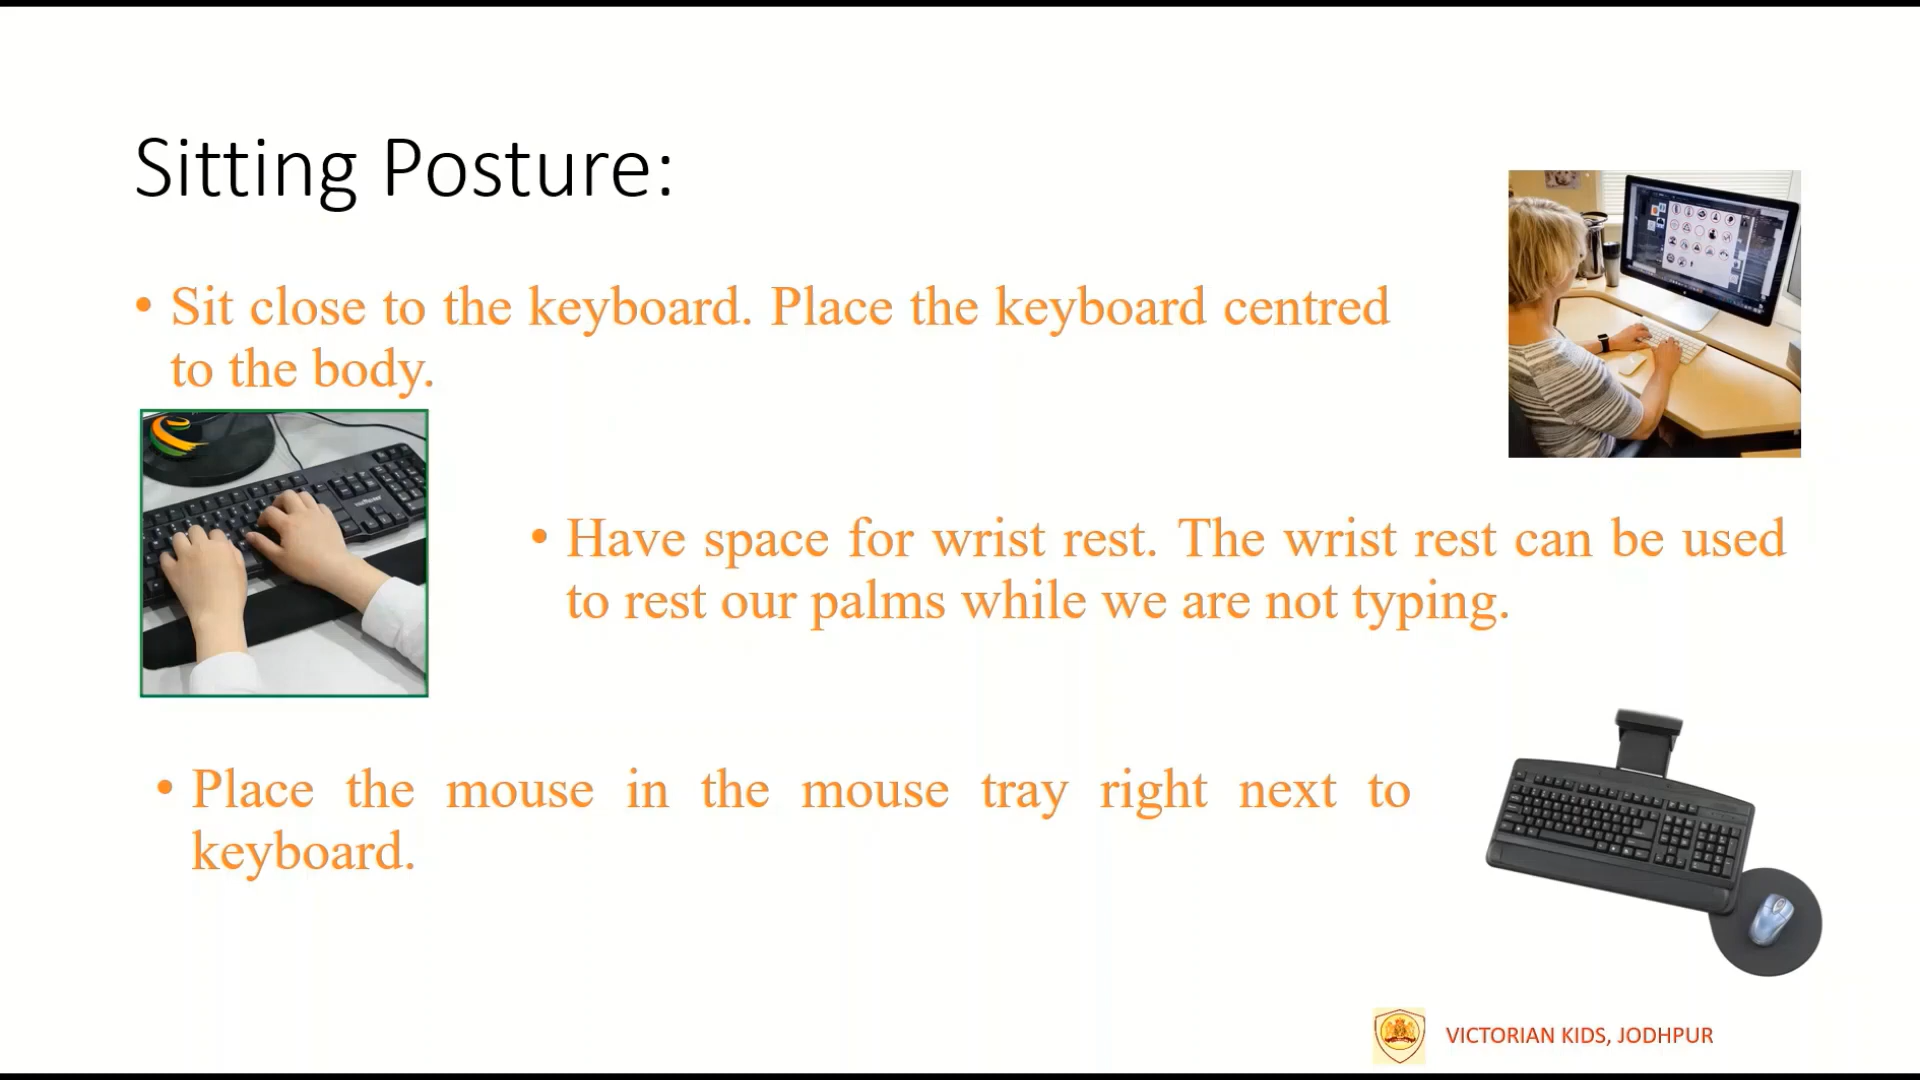 Sitting Posture:
• Sit close to the keyboard. Place the keyboard centred
to the body.
• Have space for wrist rest. The wrist rest can be used
to rest our palms while we are not typing.
• Place the mouse in the mouse tray right next to
keyboard.
VICTORIAN KIDS, JODHPUR